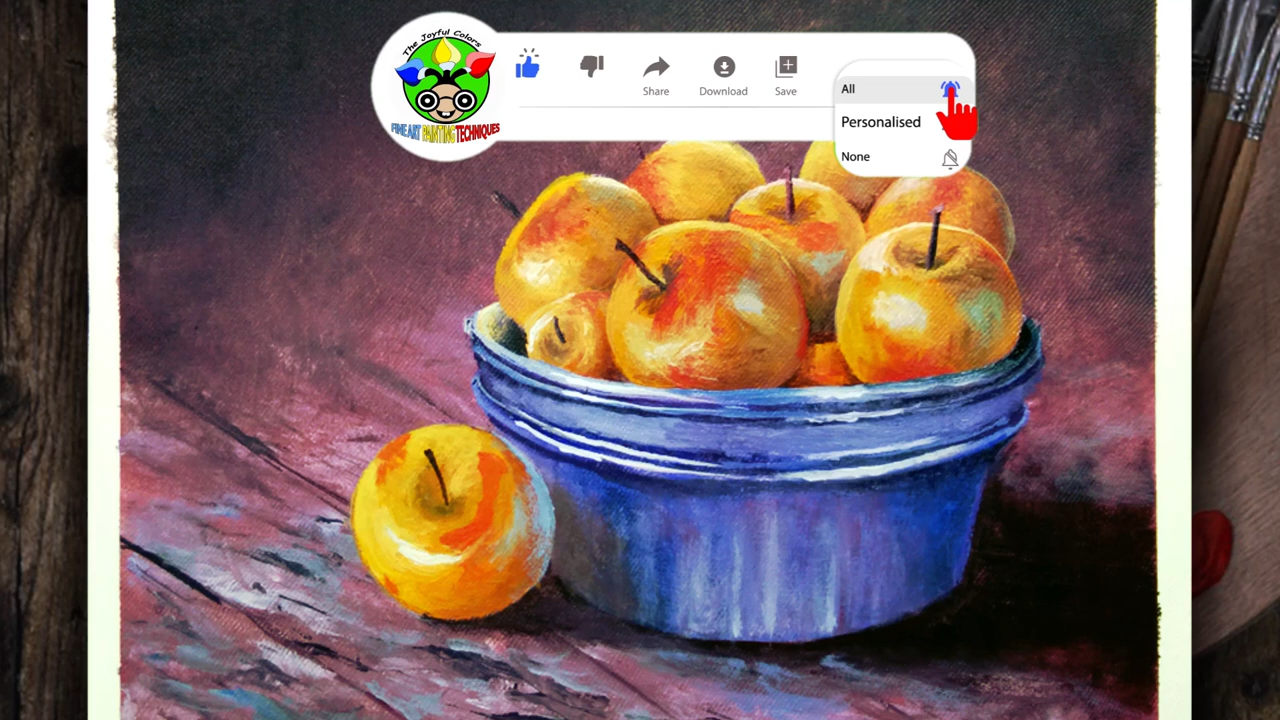 The Joyful Colors
FINE ART PAINTING TECHNIQUES
Share
Download
Save
All
Personalised
None